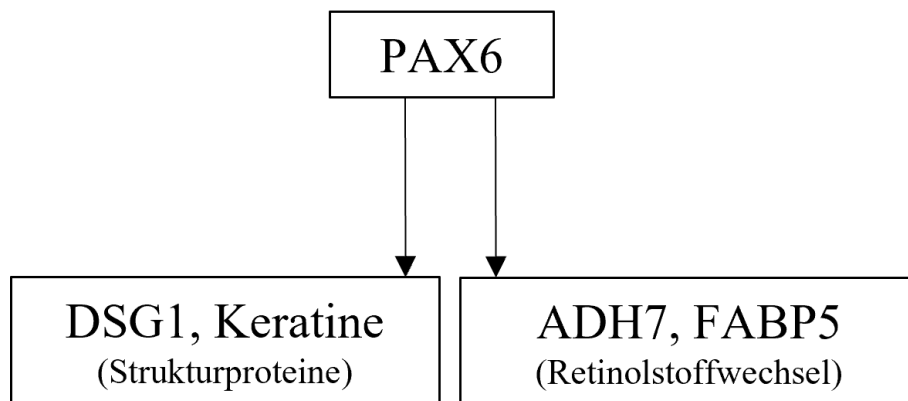 PAX6
DSG1, Keratine
(Strukturproteine)
ADH7, FABP5
(Retinolstoffwechsel)